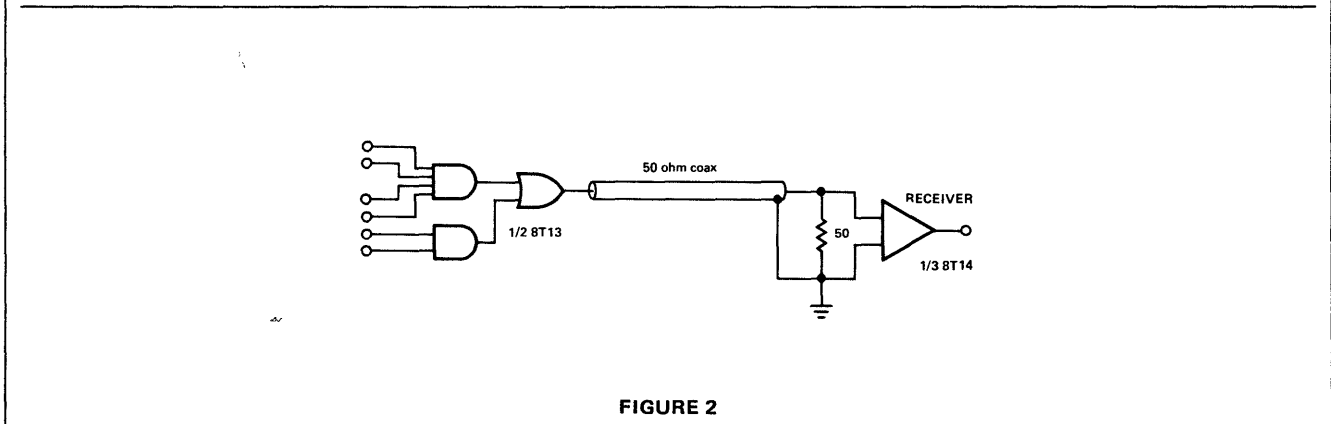 50 ohm coax
RECEIVER
1/2 8T13
50
1/3 8T14
FIGURE 2